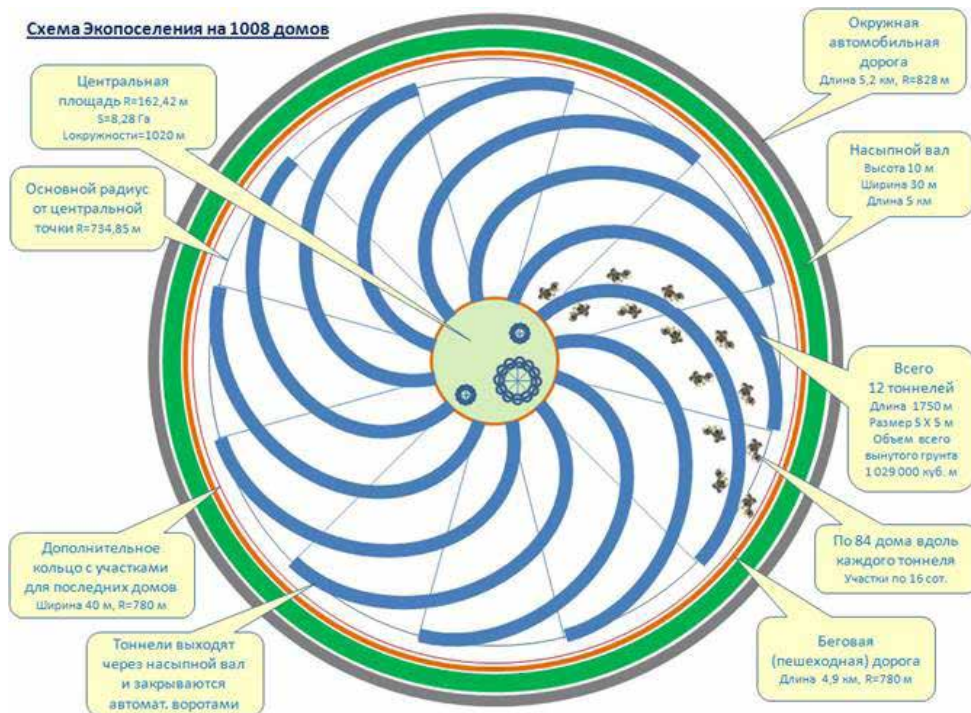 Схема Экопоселения на 1008 домов
Центральная
площадь R=162,42 м
S=8,28 Га
Lокружности=1020 м
Основной радиус
от центральной
точки R=734,85 м
Дополнительное
кольцо с участками
для последних домов
Ширина 40 м, R=780 м
Тоннели выходят
через насыпной вал
и закрываются
автомат. воротами
Окружная
автомобильная
дорога
Длина 5,2 км, R=828 м
Насыпной вал
Высота 10 м
Ширина 30 м
Длина 5 км
Всего
12 тоннелей
Длина 1750 м
Размер 5 X 5 м
Объем всего
вынутого грунта
1 029 000 куб. м
По 84 дома вдоль
каждого тоннеля
Участки по 16 сот.
Беговая
(пешеходная) дорога
Длина 4,9 км, R=780 м